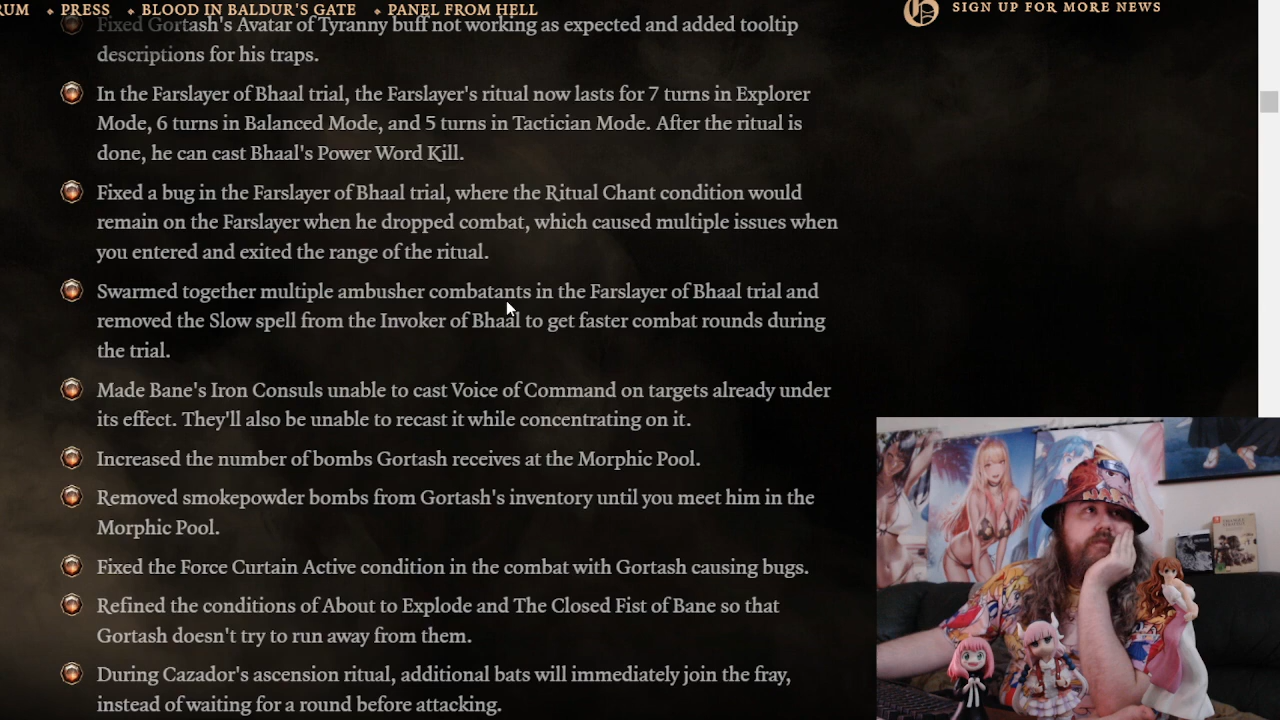 RUM PRESS BLOOD IN BALDUR'S GATE PANEL FROM HELL SIGN UP FOR MORE NEWS
Fixed Gortash's Avatar of Tyranny buff not working as expected and added tooltip
descriptions for his traps.
In the Farslayer of Bhaal trial, the Farslayer's ritual now lasts for 7 turns in Explorer
Mode, 6 turns in Balanced Mode, and 5 turns in Tactician Mode. After the ritual is
done, he can cast Bhaal's Power Word Kill.
Fixed a bug in the Farslayer of Bhaal trial, where the Ritual Chant condition would
remain on the Farslayer when he dropped combat, which caused multiple issues when
you entered and exited the range of the ritual.
Swarmed together multiple ambusher combatants in the Farslayer of Bhaal trial and
removed the Slow spell from the Invoker of Bhaal to get faster combat rounds during
the trial.
Made Bane's Iron Consuls unable to cast Voice of Command on targets already under
its effect. They'll also be unable to recast it while concentrating on it.
Increased the number of bombs Gortash receives at the Morphic Pool.
Removed smokepowder bombs from Gortash's inventory until you meet him in the
Morphic Pool.
Fixed the Force Curtain Active condition in the combat with Gortash causing bugs.
Refined the conditions of About to Explode and The Closed Fist of Bane so that
Gortash doesn't try to run away from them.
During Cazador's ascension ritual, additional bats will immediately join the fray,
instead of waiting for a round before attacking.